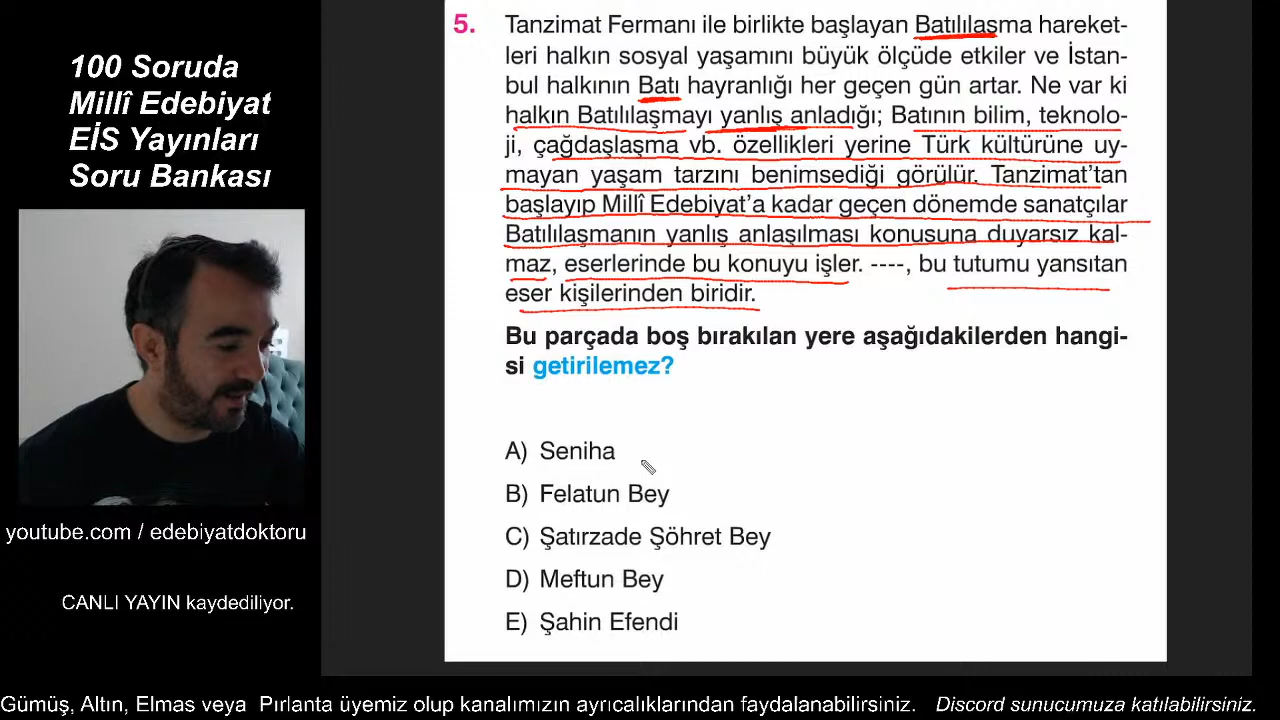 100 Soruda
Millî Edebiyat
EİS Yayınları
Soru Bankası
youtube.com / edebiyatdoktoru
CANLI YAYIN kaydediliyor.
5. Tanzimat Fermanı ile birlikte başlayan Batılılaşma hareket-
leri halkın sosyal yaşamını büyük ölçüde etkiler ve İstan-
bul halkının Batı hayranlığı her geçen gün artar. Ne var ki
halkın Batılılaşmayı yanlış anladığı; Batının bilim, teknolo-
ji, çağdaşlaşma vb. özellikleri yerine Türk kültürüne uy-
mayan yaşam tarzını benimsediği görülür. Tanzimat'tan
başlayıp Millî Edebiyat'a kadar geçen dönemde sanatçılar
Batılılaşmanın yanlış anlaşılması konusuna duyarsız kal-
maz, eserlerinde bu konuyu işler. ----, bu tutumu yansıtan
eser kişilerinden biridir.
Bu parçada boş bırakılan yere aşağıdakilerden hangi-
si getirilemez?
A) Seniha
B) Felatun Bey
C) Şatırzade Şöhret Bey
D) Meftun Bey
E) Şahin Efendi
Gümüş, Altın, Elmas veya Pırlanta üyemiz olup kanalımızın ayrıcalıklarından faydalanabilirsiniz. Discord sunucumuza katılabilirsiniz.